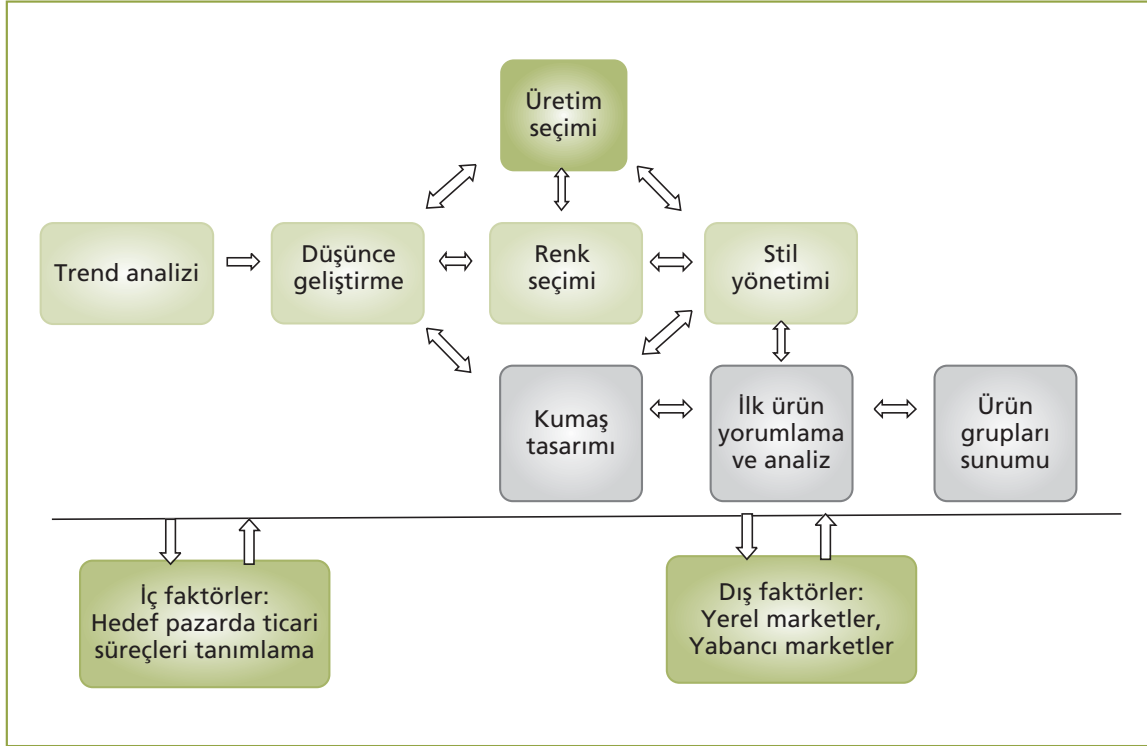 Üretim
seçimi
Trend analizi
Düşünce
geliştirme
Renk
seçimi
Stil
yönetimi
Kumaş
tasarımı
İlk ürün
yorumlama
ve analiz
Ürün
grupları
sunumu
İç faktörler:
Hedef pazarda ticari
süreçleri tanımlama
Dış faktörler:
Yerel marketler,
Yabancı marketler